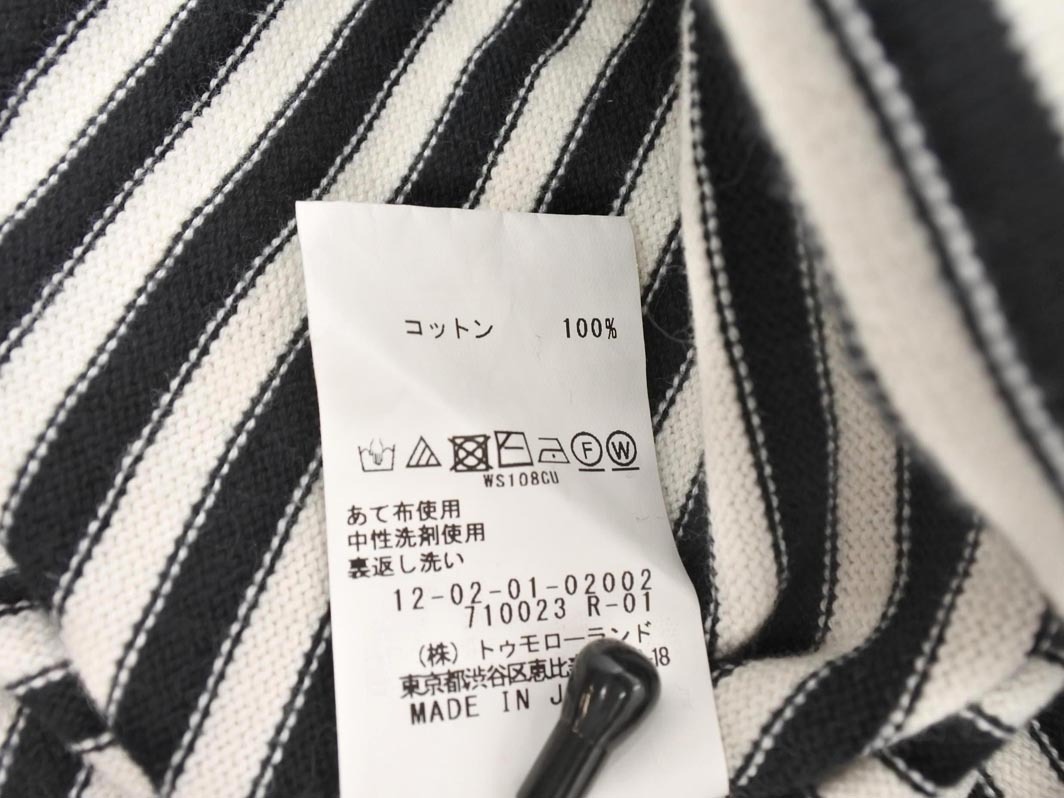 コットン 100%
F W
WS108CU
あて布使用
中性洗剤使用
裏返し洗い
12-02-01-02002
710023 R-01
(株)トゥモローランド
東京都渋谷区恵比 18
MADE IN J